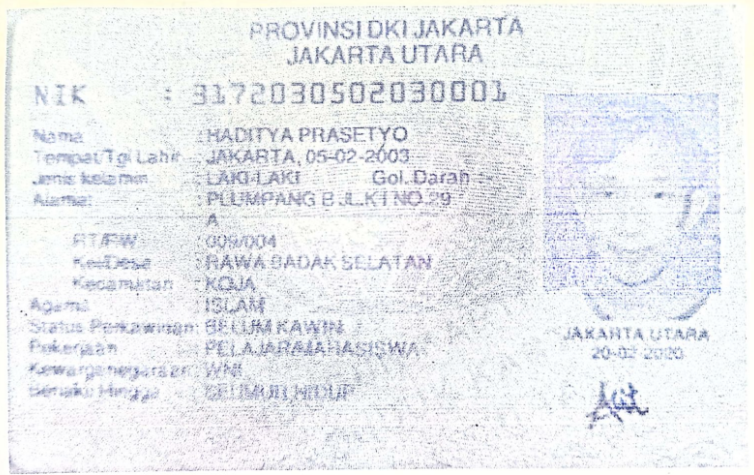 PROVINSI DKI JAKARTA
JAKARTA UTARA
NIK : 3172030502030001
Nama : HADITYA PRASETYO
Tempat/Tgl Lahir : JAKARTA, 05-02-2003
Jenis kelamin : LAKI-LAKI Gol. Darah :
Alamat : PLUMPANG B JL.K I NO.29
A
RT/RW : 009/004
Kel/Desa : RAWA BADAK SELATAN
Kecamatan : KOJA
Agama : ISLAM
Status Perkawinan : BELUM KAWIN
Pekerjaan : PELAJAR/MAHASISWA
Kewarganegaraan : WNI
Berlaku Hingga : SEUMUR HIDUP
JAKARTA UTARA
20-02-2020